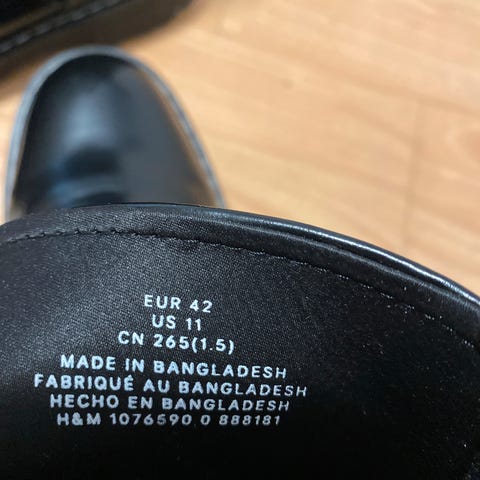 EUR 42
US 11
CN 265(1.5)
MADE IN BANGLADESH
FABRIQUÉ AU BANGLADESH
HECHO EN BANGLADESH
H&M 1076590 0 888181